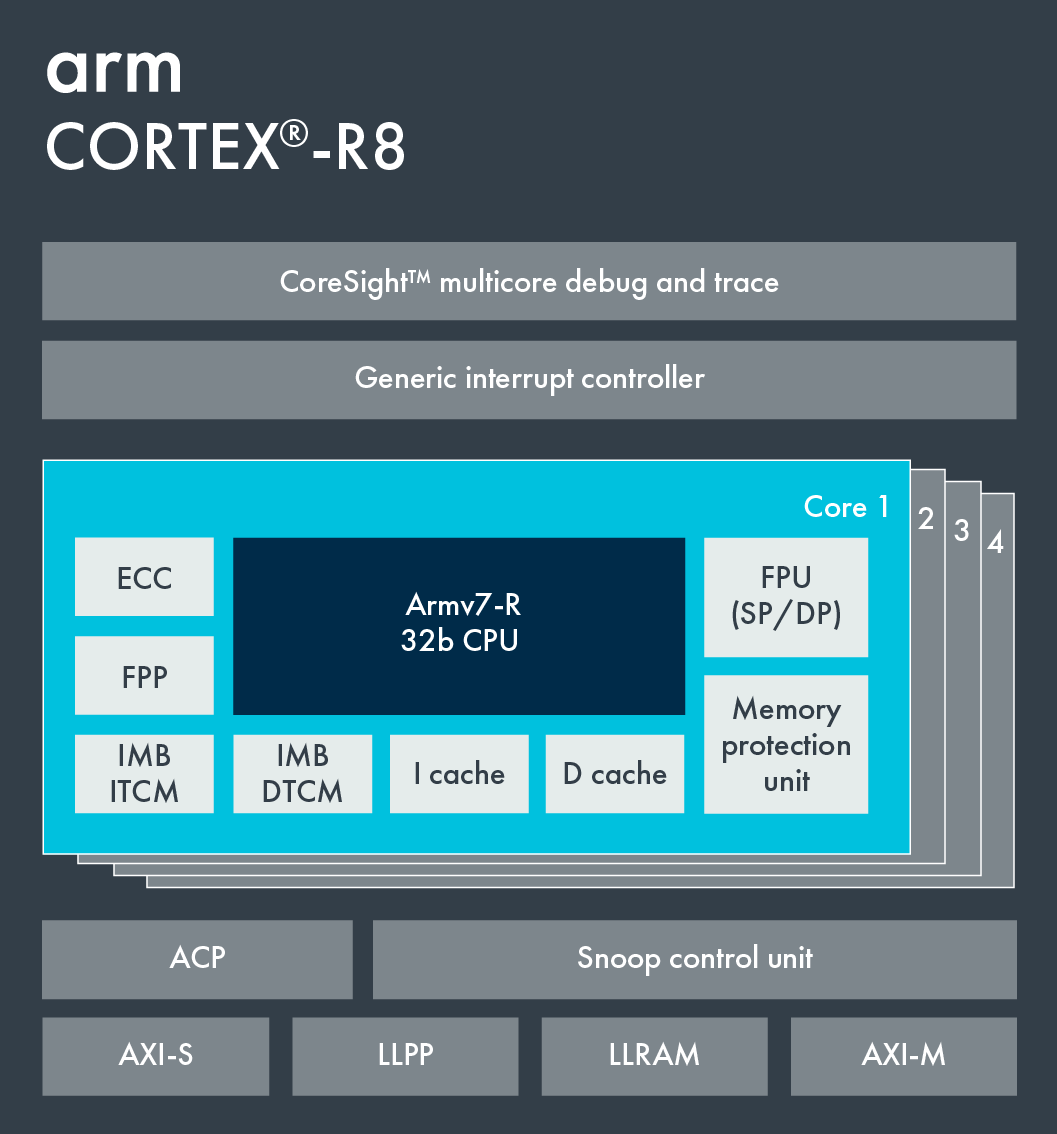 arm
CORTEX®-R8
CoreSight™ multicore debug and trace
Generic interrupt controller
Core 1
2
3
4
ECC
Armv7-R
32b CPU
FPU
(SP/DP)
FPP
Memory
protection
unit
IMB
ITCM
IMB
DTCM
I cache
D cache
ACP
Snoop control unit
AXI-S
LLPP
LLRAM
AXI-M